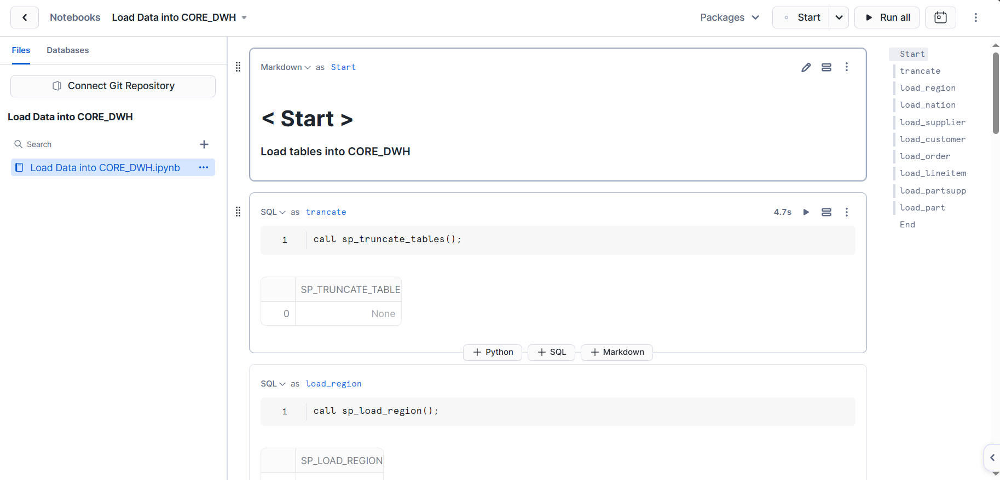 Notebooks Load Data into CORE_DWH
Packages Start Run all
Files Databases
Connect Git Repository
Load Data into CORE_DWH
Search
Load Data into CORE_DWH.ipynb
Markdown as Start
< Start >
Load tables into CORE_DWH
SQL as trancate 4.7s
1 call sp_truncate_tables();
SP_TRUNCATE_TABLE
0 None
+ Python + SQL + Markdown
SQL as load_region
1 call sp_load_region();
SP_LOAD_REGION
Start
trancate
load_region
load_nation
load_supplier
load_customer
load_order
load_lineitem
load_partsupp
load_part
End